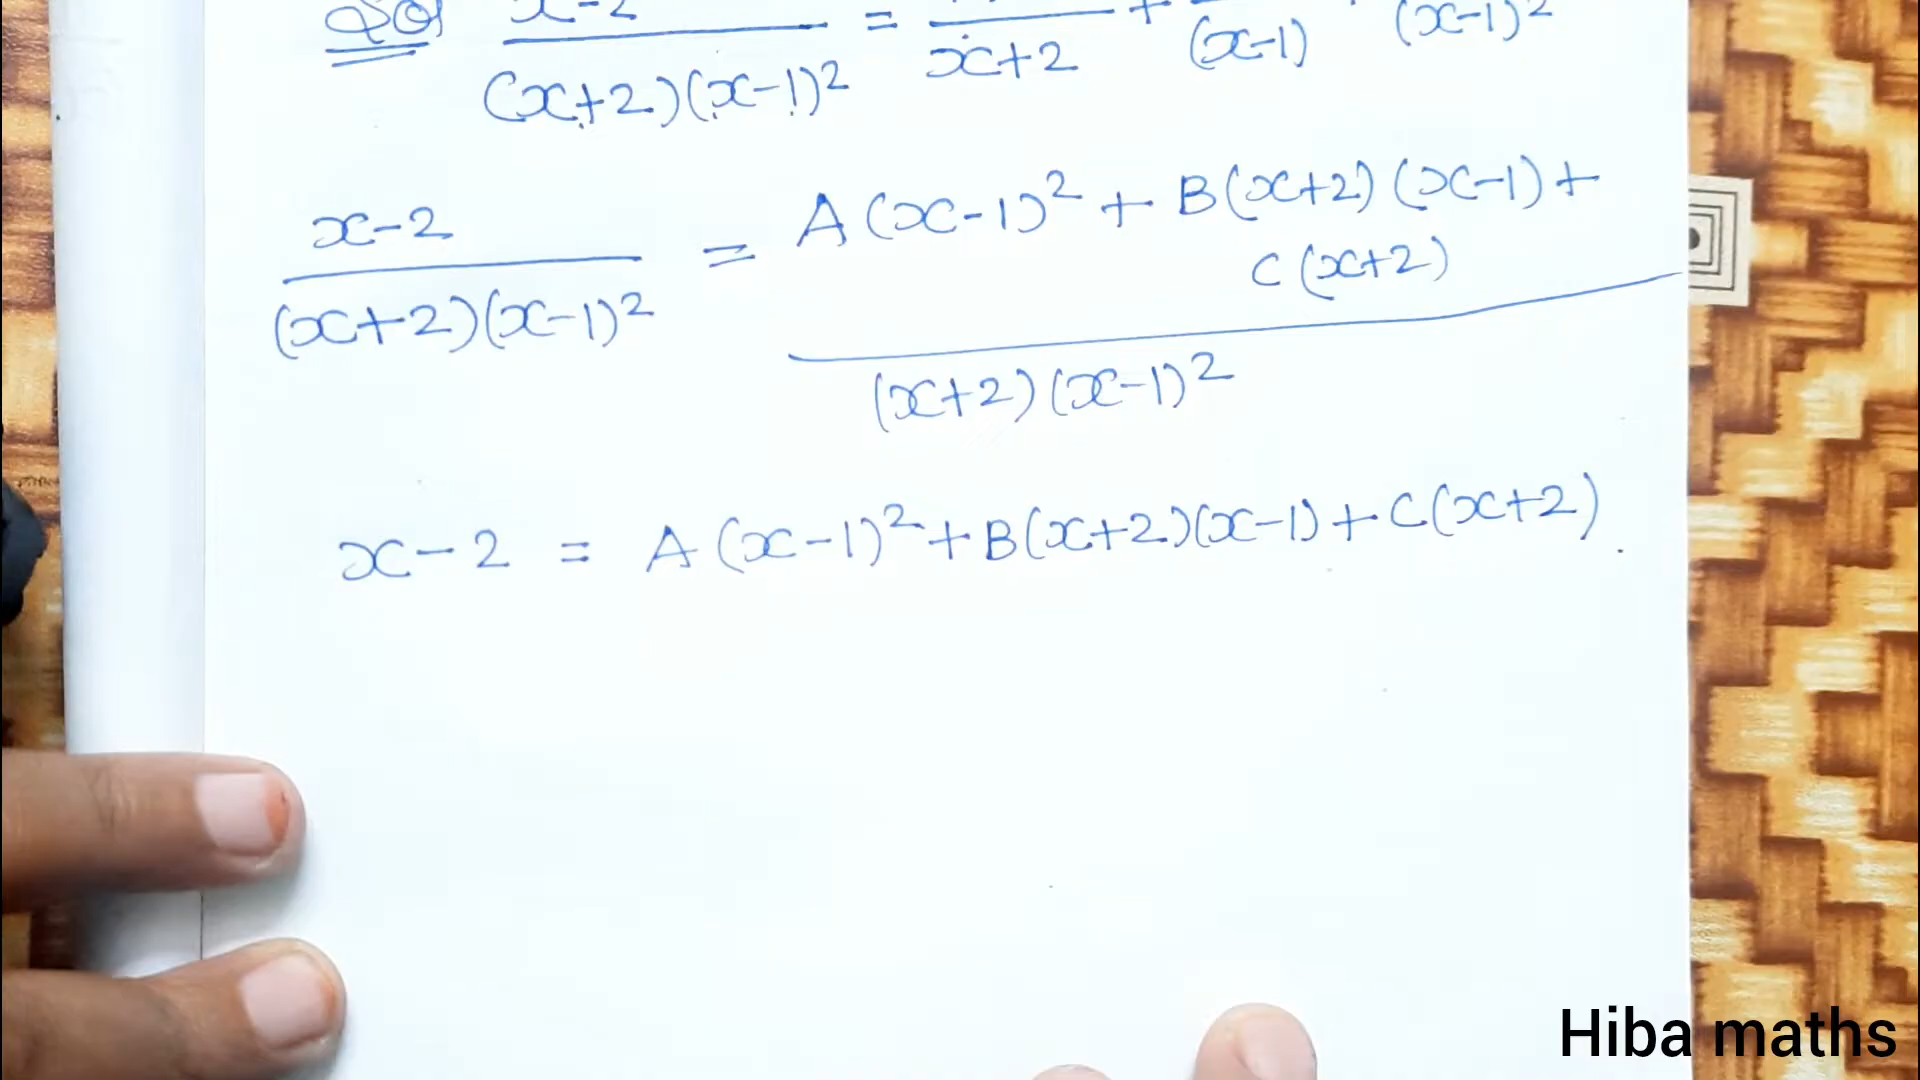 Sol x-2 = + 
(x+2)(x-1)² x+2 (x-1) (x-1)²
x-2 = A(x-1)² + B(x+2)(x-1) +
C(x+2)
(x+2)(x-1)² (x+2)(x-1)²
x-2 = A(x-1)² + B(x+2)(x-1) + C(x+2).
Hiba maths